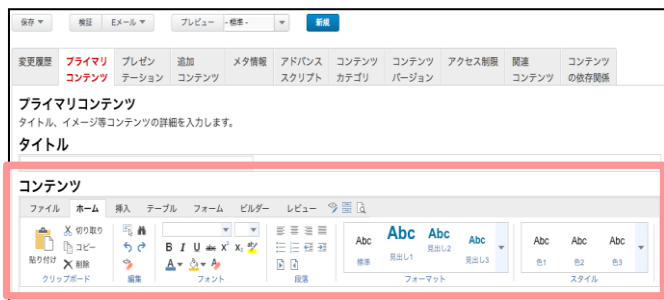 保存 ▼ 検証 Eメール ▼ プレビュー - 標準 - ▼ 新規
変更履歴 プライマリ コンテンツ プレゼン テーション 追加 コンテンツ メタ情報 アドバンス スクリプト コンテンツ カテゴリ コンテンツ バージョン アクセス制限 関連 コンテンツ コンテンツ の依存関係
プライマリコンテンツ
タイトル、イメージ等コンテンツの詳細を入力します。
タイトル
コンテンツ
ファイル ホーム 挿入 テーブル フォーム ビルダー レビュー
貼り付け 切り取り コピー 削除
B I U abc X² X₂ ab
A A
Abc Abc Abc Abc Abc Abc Abc
標準 見出し1 見出し2 見出し3 色1 色2 色3
クリップボード 編集 フォント 段落 フォーマット スタイル